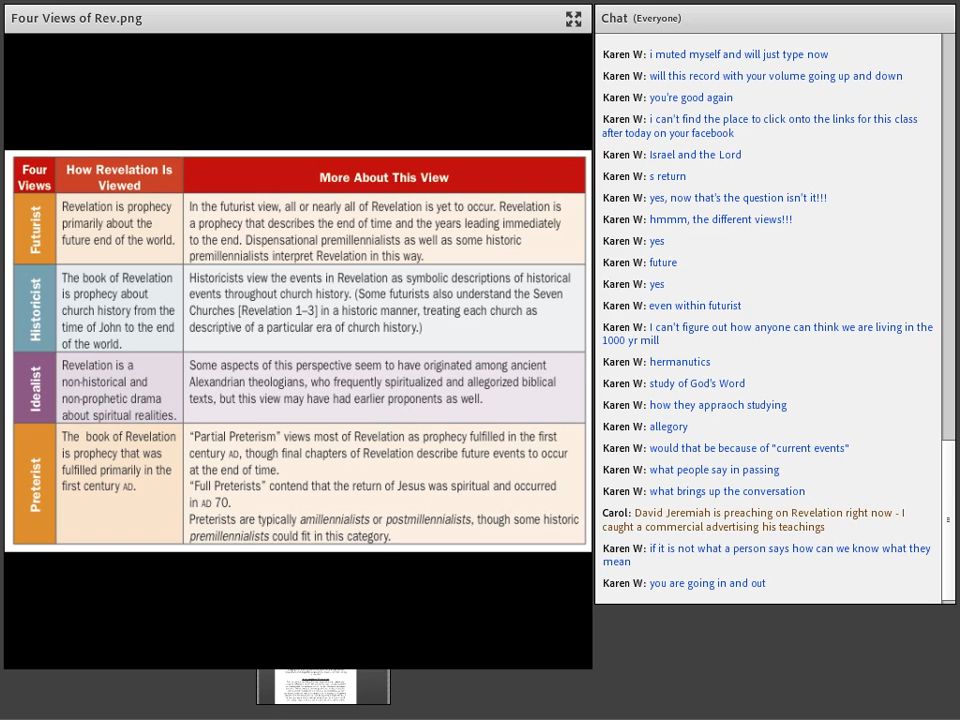 Four Views of Rev.png
Four
Views
How Revelation Is
Viewed
More About This View
Futurist
Revelation is prophecy
primarily about the
future end of the world.
In the futurist view, all or nearly all of Revelation is yet to occur. Revelation is
a prophecy that describes the end of time and the years leading immediately
to the end. Dispensational premillennialists as well as some historic
premillennialists interpret Revelation in this way.
Historicist
The book of Revelation
is prophecy about
church history from the
time of John to the end
of the world.
Historicists view the events in Revelation as symbolic descriptions of historical
events throughout church history. (Some futurists also understand the Seven
Churches [Revelation 1–3] in a historic manner, treating each church as
descriptive of a particular era of church history.)
Idealist
Revelation is a
non-historical and
non-prophetic drama
about spiritual realities.
Some aspects of this perspective seem to have originated among ancient
Alexandrian theologians, who frequently spiritualized and allegorized biblical
texts, but this view may have had earlier proponents as well.
Preterist
The book of Revelation
is prophecy that was
fulfilled primarily in the
first century AD.
“Partial Preterism” views most of Revelation as prophecy fulfilled in the first
century AD, though final chapters of Revelation describe future events to occur
at the end of time.
“Full Preterists” contend that the return of Jesus was spiritual and occurred
in AD 70.
Preterists are typically amillennialists or postmillennialists, though some historic
premillennialists could fit in this category.
Chat (Everyone)
Karen W: i muted myself and will just type now
Karen W: will this record with your volume going up and down
Karen W: you're good again
Karen W: i can't find the place to click onto the links for this class
after today on your facebook
Karen W: Israel and the Lord
Karen W: s return
Karen W: yes, now that's the question isn't it!!!
Karen W: hmmm, the different views!!!
Karen W: yes
Karen W: future
Karen W: yes
Karen W: even within futurist
Karen W: I can't figure out how anyone can think we are living in the
1000 yr mill
Karen W: hermanutics
Karen W: study of God's Word
Karen W: how they appraoch studying
Karen W: allegory
Karen W: would that be because of "current events"
Karen W: what people say in passing
Karen W: what brings up the conversation
Carol: David Jeremiah is preaching on Revelation right now - I
caught a commercial advertising his teachings
Karen W: if it is not what a person says how can we know what they
mean
Karen W: you are going in and out